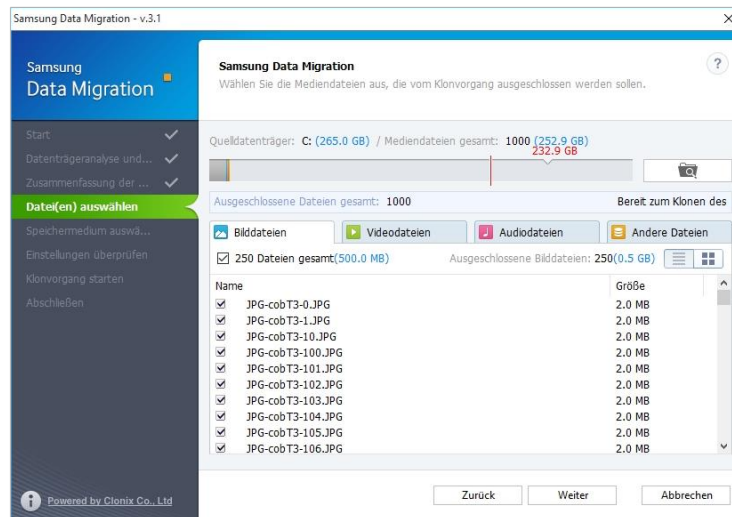 Samsung Data Migration - v.3.1
Samsung
Data Migration
Samsung Data Migration
Wählen Sie die Mediendateien aus, die vom Klonvorgang ausgeschlossen werden sollen.
?
Start
Datenträgeranalyse und...
Zusammenfassung der ...
Datei(en) auswählen
Speichermedium auswä...
Einstellungen überprüfen
Klonvorgang starten
Abschließen
Quelldatenträger: C: (265.0 GB) / Mediendateien gesamt: 1000 (252.9 GB)
232.9 GB
Ausgeschlossene Dateien gesamt: 1000
Bereit zum Klonen des
Bilddateien
Videodateien
Audiodateien
Andere Dateien
250 Dateien gesamt(500.0 MB)
Ausgeschlossene Bilddateien: 250(0.5 GB)
Name Größe
JPG-cobT3-0.JPG 2.0 MB
JPG-cobT3-1.JPG 2.0 MB
JPG-cobT3-10.JPG 2.0 MB
JPG-cobT3-100.JPG 2.0 MB
JPG-cobT3-101.JPG 2.0 MB
JPG-cobT3-102.JPG 2.0 MB
JPG-cobT3-103.JPG 2.0 MB
JPG-cobT3-104.JPG 2.0 MB
JPG-cobT3-105.JPG 2.0 MB
JPG-cobT3-106.JPG 2.0 MB
Powered by Clonix Co., Ltd
Zurück
Weiter
Abbrechen